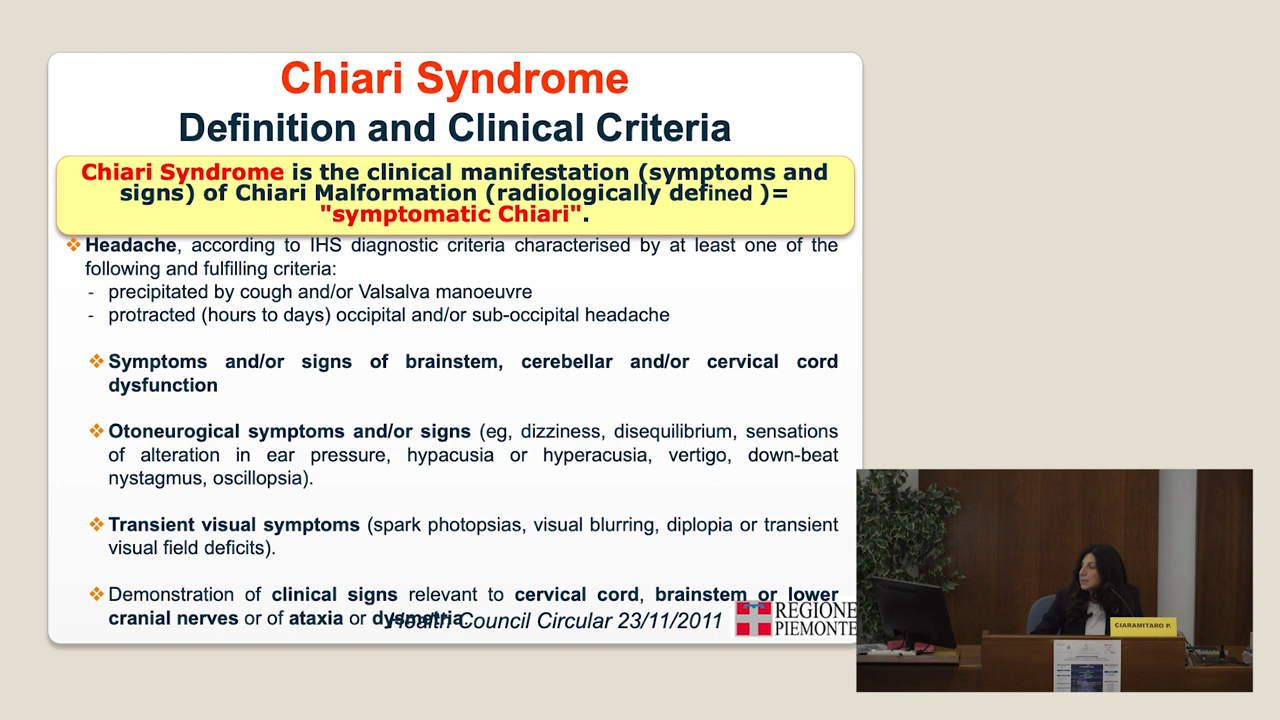 Chiari Syndrome
Definition and Clinical Criteria
Chiari Syndrome is the clinical manifestation (symptoms and
signs) of Chiari Malformation (radiologically defined )=
"symptomatic Chiari".
❖ Headache, according to IHS diagnostic criteria characterised by at least one of the
following and fulfilling criteria:
- precipitated by cough and/or Valsalva manoeuvre
- protracted (hours to days) occipital and/or sub-occipital headache
❖ Symptoms and/or signs of brainstem, cerebellar and/or cervical cord
dysfunction
❖ Otoneurogical symptoms and/or signs (eg, dizziness, disequilibrium, sensations
of alteration in ear pressure, hypacusia or hyperacusia, vertigo, down-beat
nystagmus, oscillopsia).
❖ Transient visual symptoms (spark photopsias, visual blurring, diplopia or transient
visual field deficits).
❖ Demonstration of clinical signs relevant to cervical cord, brainstem or lower
cranial nerves or of ataxia or dysmetria.
Health Council Circular 23/11/2011
REGIONE
PIEMONTE
CIARAMITARO P.